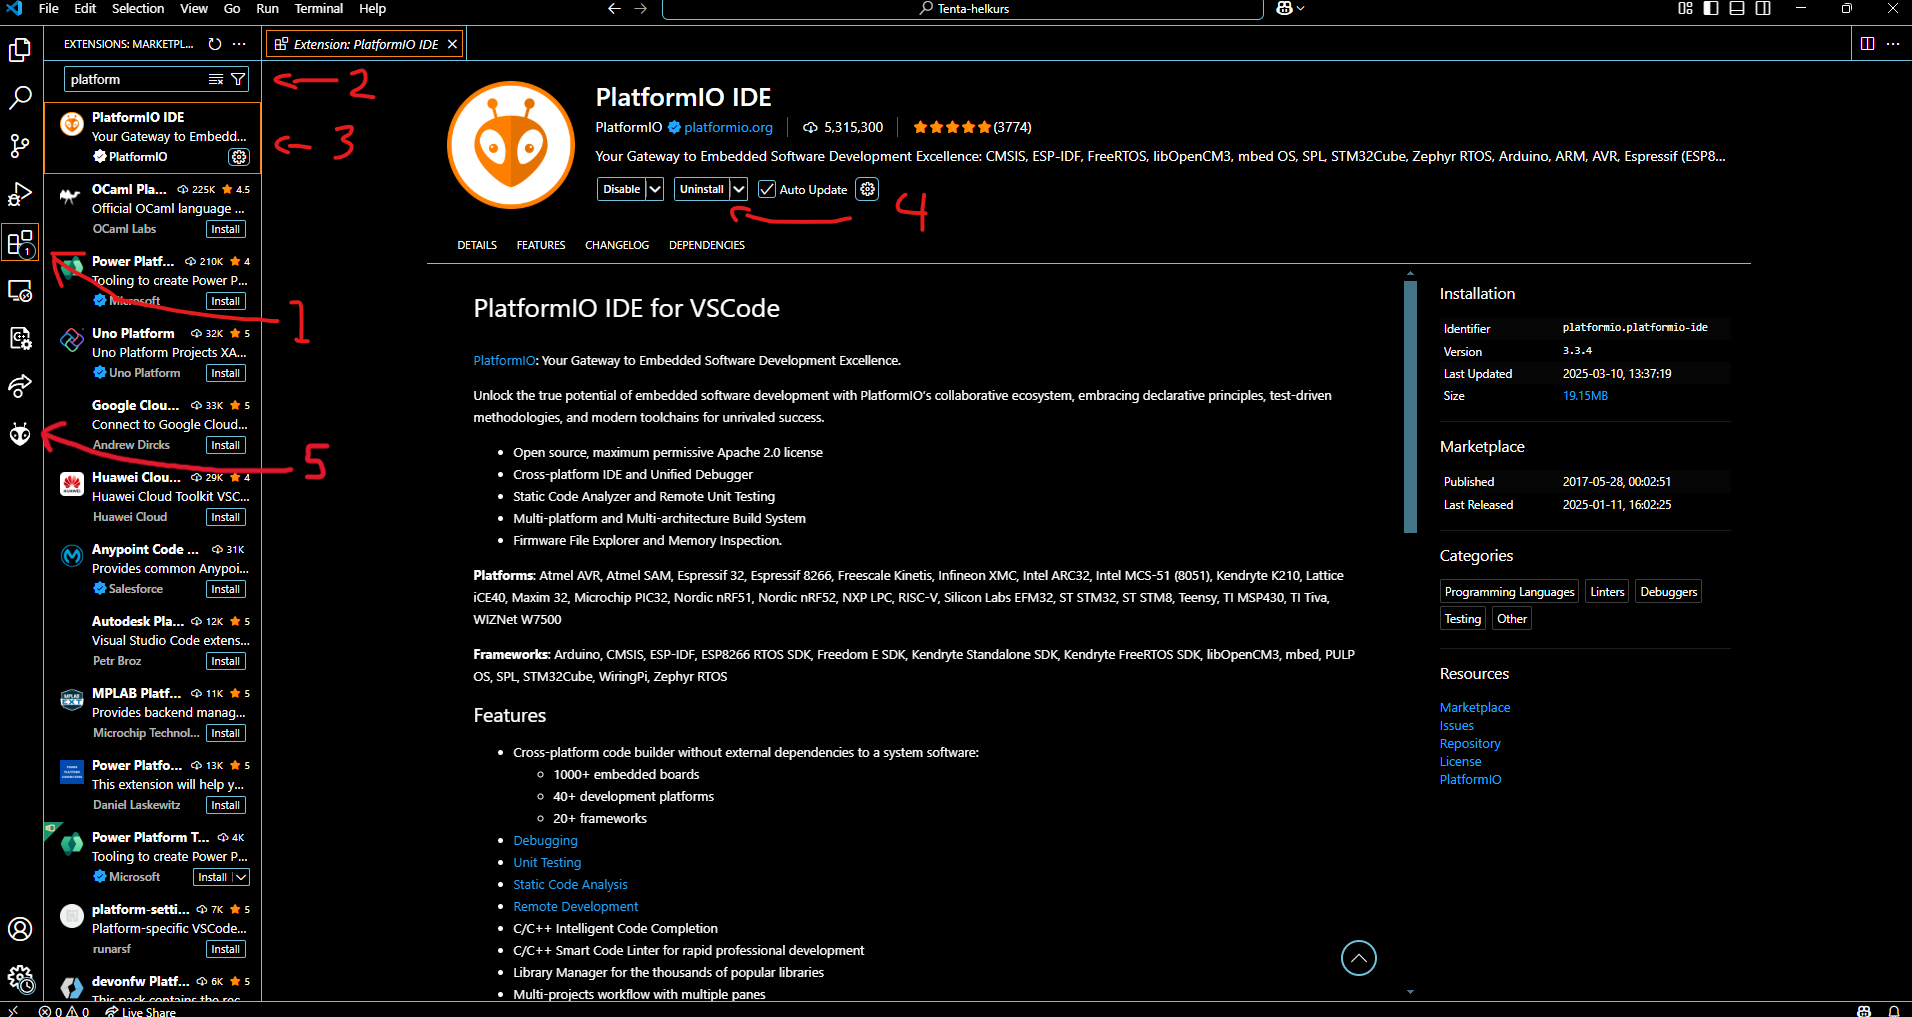 File Edit Selection View Go Run Terminal Help
Tenta-helkurs
EXTENSIONS: MARKETPL...
Extension: PlatformIO IDE
platform
2
PlatformIO IDE
Your Gateway to Embedd...
PlatformIO
3
OCaml Pla... 225K 4.5
Official OCaml language ...
OCaml Labs Install
1
Power Platf... 210K 4
Tooling to create Power P...
Microsoft Install
1
Uno Platform 32K 5
Uno Platform Projects XA...
Uno Platform Install
Google Clou... 33K 5
Connect to Google Cloud...
Andrew Dircks Install
5
Huawei Clou... 29K 4
Huawei Cloud Toolkit VSC...
Huawei Cloud Install
Anypoint Code ... 31K
Provides common Anypoi...
Salesforce Install
Autodesk Pla... 12K 5
Visual Studio Code extens...
Petr Broz Install
MPLAB Platf... 11K 5
Provides backend manag...
Microchip Technol... Install
Power Platfo... 13K 5
This extension will help y...
Daniel Laskewitz Install
Power Platform T... 4K
Tooling to create Power P...
Microsoft Install
platform-setti... 7K 5
Platform-specific VSCode...
runarsf Install
devonfw Platf... 6K 5
This pack contains the rec...
PlatformIO IDE
PlatformIO platformio.org 5,315,300 (3774)
Your Gateway to Embedded Software Development Excellence: CMSIS, ESP-IDF, FreeRTOS, libOpenCM3, mbed OS, SPL, STM32Cube, Zephyr RTOS, Arduino, ARM, AVR, Espressif (ESP8...
Disable Uninstall Auto Update
4
DETAILS FEATURES CHANGELOG DEPENDENCIES
PlatformIO IDE for VSCode
PlatformIO: Your Gateway to Embedded Software Development Excellence.
Unlock the true potential of embedded software development with PlatformIO's collaborative ecosystem, embracing declarative principles, test-driven
methodologies, and modern toolchains for unrivaled success.
• Open source, maximum permissive Apache 2.0 license
• Cross-platform IDE and Unified Debugger
• Static Code Analyzer and Remote Unit Testing
• Multi-platform and Multi-architecture Build System
• Firmware File Explorer and Memory Inspection.
Platforms: Atmel AVR, Atmel SAM, Espressif 32, Espressif 8266, Freescale Kinetis, Infineon XMC, Intel ARC32, Intel MCS-51 (8051), Kendryte K210, Lattice
iCE40, Maxim 32, Microchip PIC32, Nordic nRF51, Nordic nRF52, NXP LPC, RISC-V, Silicon Labs EFM32, ST STM32, ST STM8, Teensy, TI MSP430, TI Tiva,
WIZNet W7500
Frameworks: Arduino, CMSIS, ESP-IDF, ESP8266 RTOS SDK, Freedom E SDK, Kendryte Standalone SDK, Kendryte FreeRTOS SDK, libOpenCM3, mbed, PULP
OS, SPL, STM32Cube, WiringPi, Zephyr RTOS
Features
• Cross-platform code builder without external dependencies to a system software:
◦ 1000+ embedded boards
◦ 40+ development platforms
◦ 20+ frameworks
• Debugging
• Unit Testing
• Static Code Analysis
• Remote Development
• C/C++ Intelligent Code Completion
• C/C++ Smart Code Linter for rapid professional development
• Library Manager for the thousands of popular libraries
• Multi-projects workflow with multiple panes
Installation
Identifier platformio.platformio-ide
Version 3.3.4
Last Updated 2025-03-10, 13:37:19
Size 19.15MB
Marketplace
Published 2017-05-28, 00:02:51
Last Released 2025-01-11, 16:02:25
Categories
Programming Languages Linters Debuggers
Testing Other
Resources
Marketplace
Issues
Repository
License
PlatformIO
0 0 Live Share